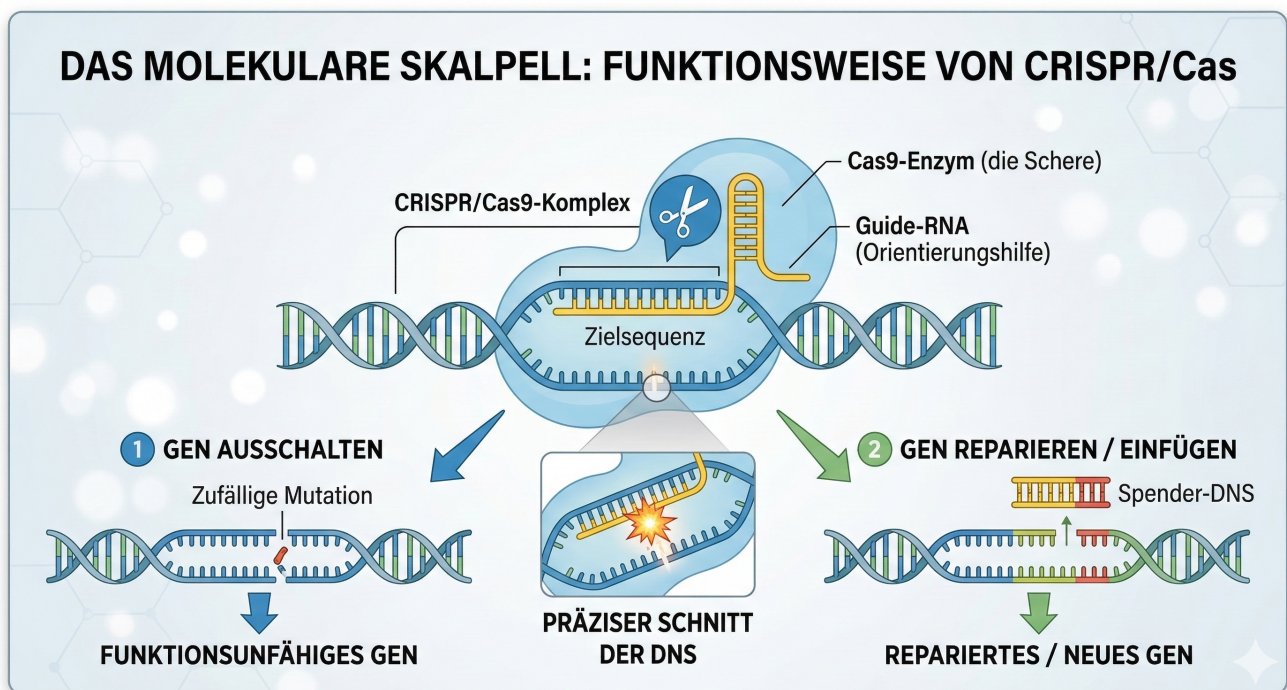 DAS MOLEKULARE SKALPELL: FUNKTIONSWEISE VON CRISPR/Cas
Cas9-Enzym (die Schere)
CRISPR/Cas9-Komplex
Guide-RNA
(Orientierungshilfe)
Zielsequenz
1 GEN AUSSCHALTEN
Zufällige Mutation
FUNKTIONSUNFÄHIGES GEN
PRÄZISER SCHNITT
DER DNS
2 GEN REPARIEREN / EINFÜGEN
Spender-DNS
REPARIERTES / NEUES GEN